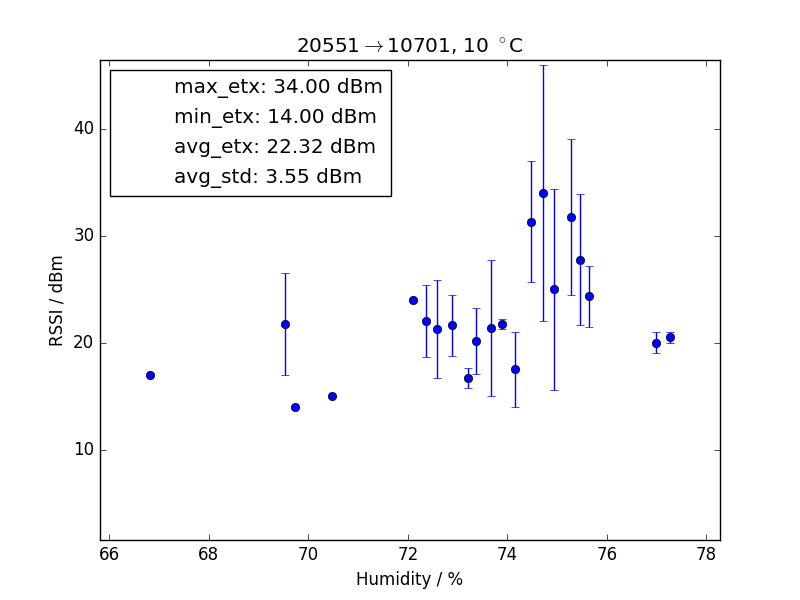 20551→10701, 10 °C
max_etx: 34.00 dBm
min_etx: 14.00 dBm
avg_etx: 22.32 dBm
avg_std: 3.55 dBm
40
30
20
10
RSSI / dBm
66 68 70 72 74 76 78
Humidity / %